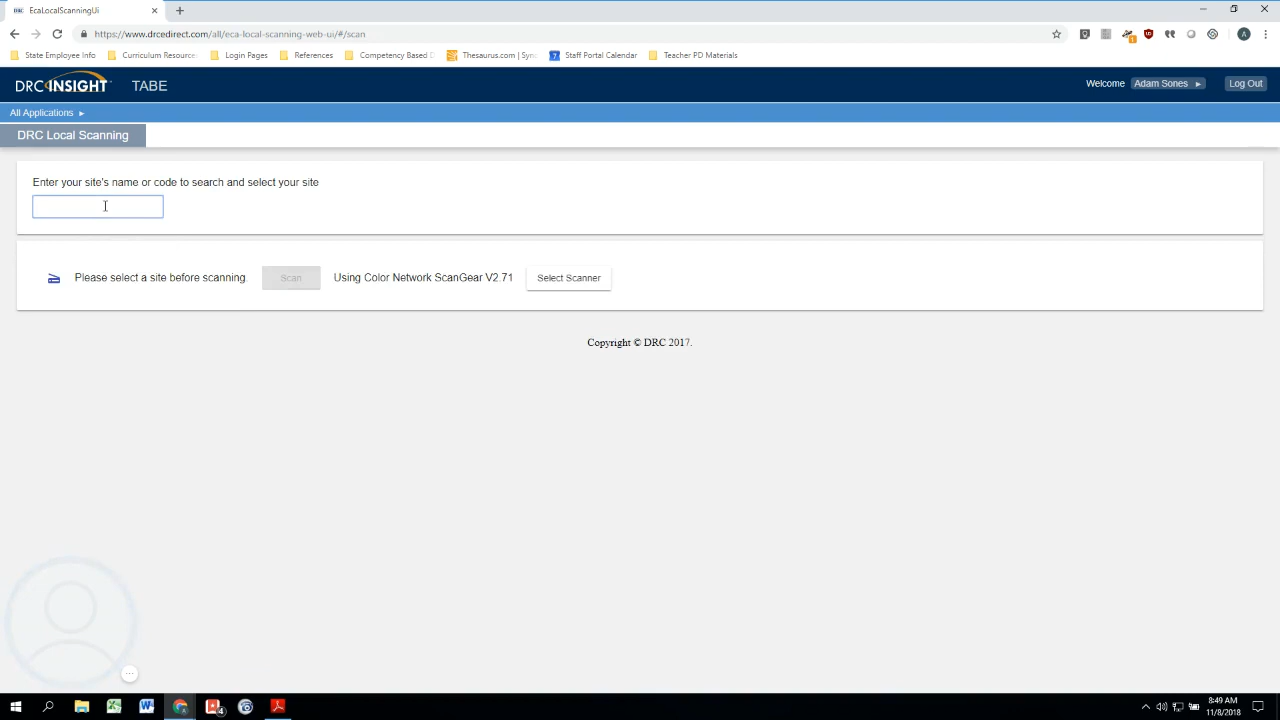 EcaLocalScanningUi
https://www.drcedirect.com/all/eca-local-scanning-web-ui/#/scan
State Employee Info Curriculum Resource Login Pages References Competency Based D Thesaurus.com | Syn Staff Portal Calendar Teacher PD Materials
DRC INSIGHT TABE Welcome Adam Sones Log Out
All Applications
DRC Local Scanning
Enter your site's name or code to search and select your site
Please select a site before scanning Scan Using Color Network ScanGear V2.71 Select Scanner
Copyright © DRC 2017.
8:49 AM
11/8/2018